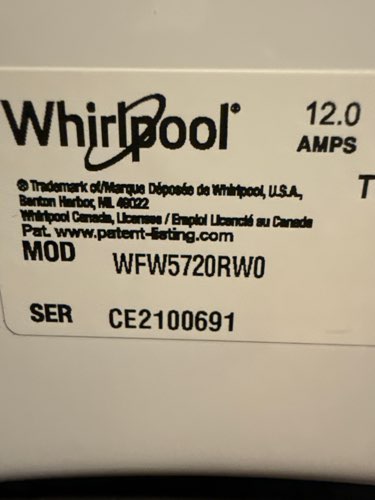 Whirlpool®
12.0
AMPS
T
® Trademark of/Marque Déposée de Whirlpool, U.S.A.,
Benton Harbor, MI. 49022
Whirlpool Canada, Licensee / Emploi Licencié au Canada
Pat. www.patent-listing.com
MOD WFW5720RW0
SER CE2100691